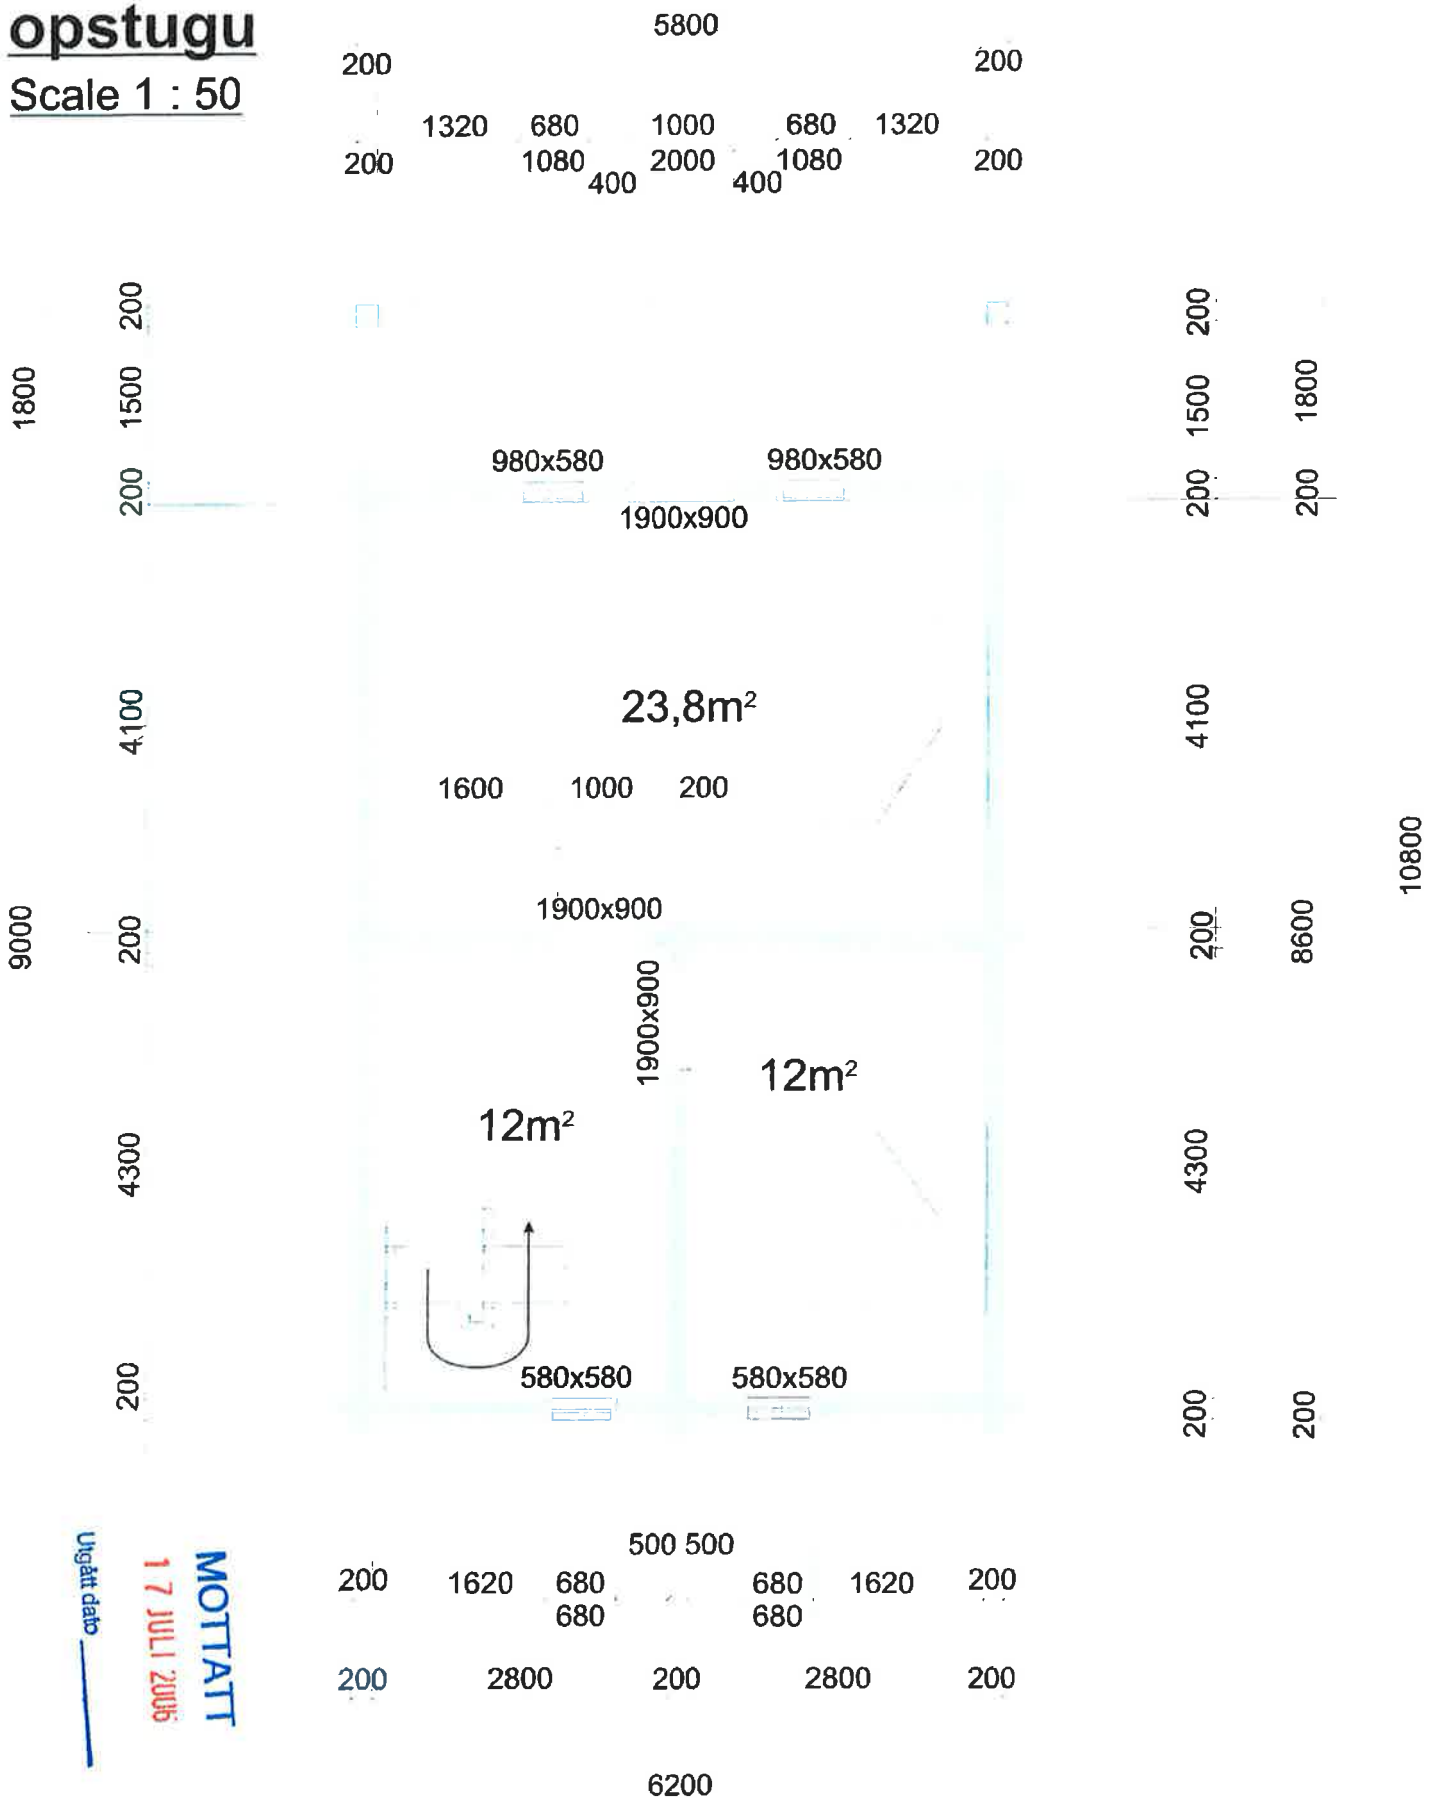 opstugu
Scale 1 : 50
5800
200 200
1320 680 1000 680 1320
200 1080 2000 1080 200
400 400
200
1500
1800
200
4100
200
9000
4300
200
200
1500
1800
200
200
4100
200
8600
10800
4300
200
200
980x580 980x580
1900x900
23,8m²
1600 1000 200
1900x900
1900x900
12m²
12m²
580x580 580x580
500 500
200 1620 680 680 1620 200
680 680
200 2800 200 2800 200
6200
MOTTATT
17 JULI 2006
Utgått dato